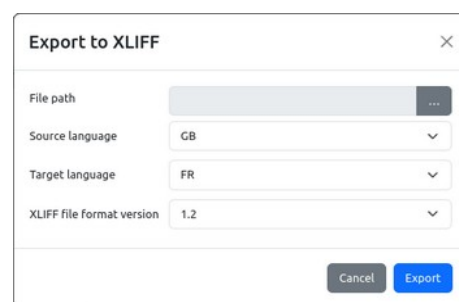 Export to XLIFF
File path ...
Source language GB
Target language FR
XLIFF file format version 1.2
Cancel Export